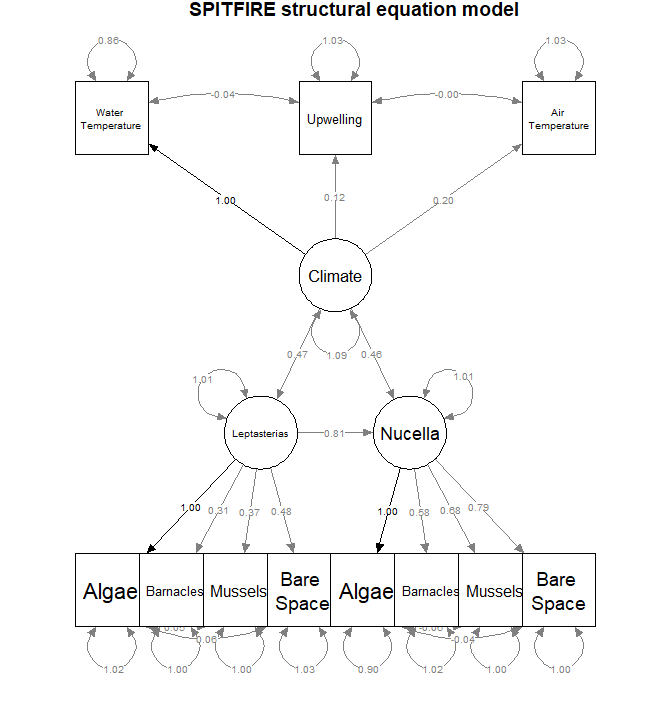 SPITFIRE structural equation model
0.86
1.03
1.03
Water
Temperature
-0.04
Upwelling
-0.00
Air
Temperature
1.00
0.12
0.20
Climate
0.47
1.09
0.46
1.01
1.01
Leptasterias
0.81
Nucella
1.00
0.31
0.37
0.48
1.00
0.58
0.68
0.79
Algae
Barnacles
Mussels
Bare
Space
Algae
Barnacles
Mussels
Bare
Space
0.06
-0.04
1.02
1.00
1.00
1.03
0.90
1.02
1.00
1.00